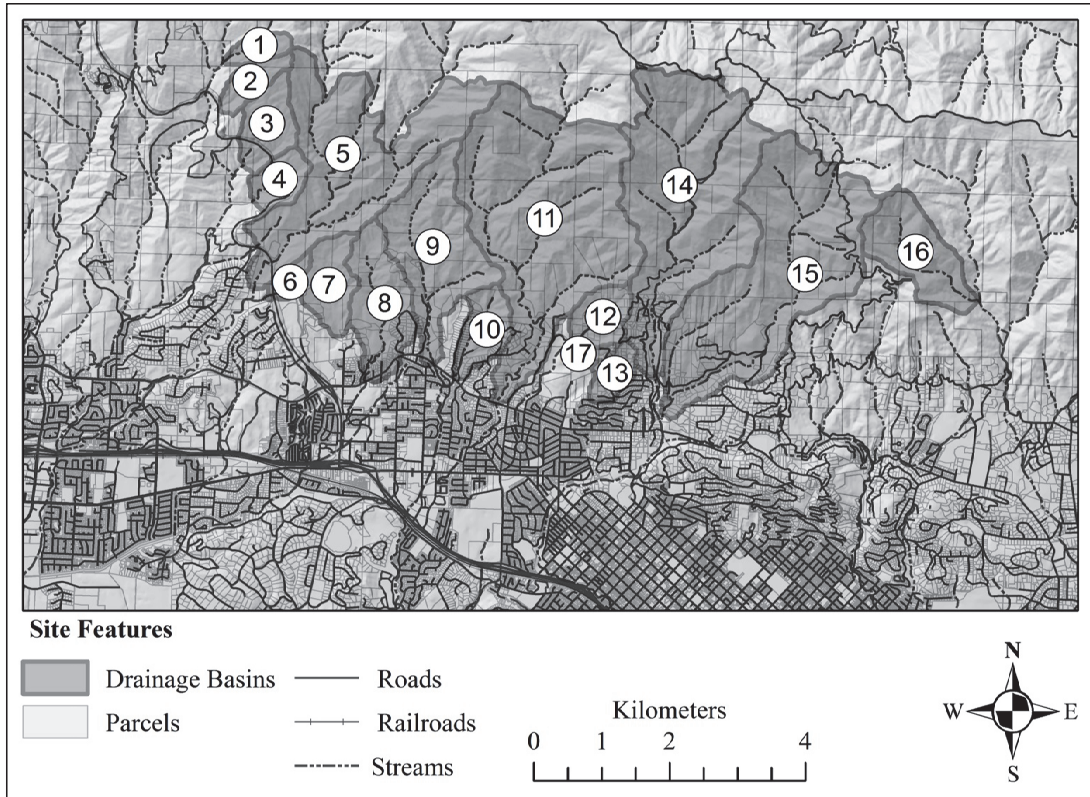 1
2
3
4
5
6
7
8
9
10
11
12
13
14
15
16
17
Site Features
Drainage Basins
Parcels
Roads
Railroads
Streams
Kilometers
0 1 2 4
N
W E
S